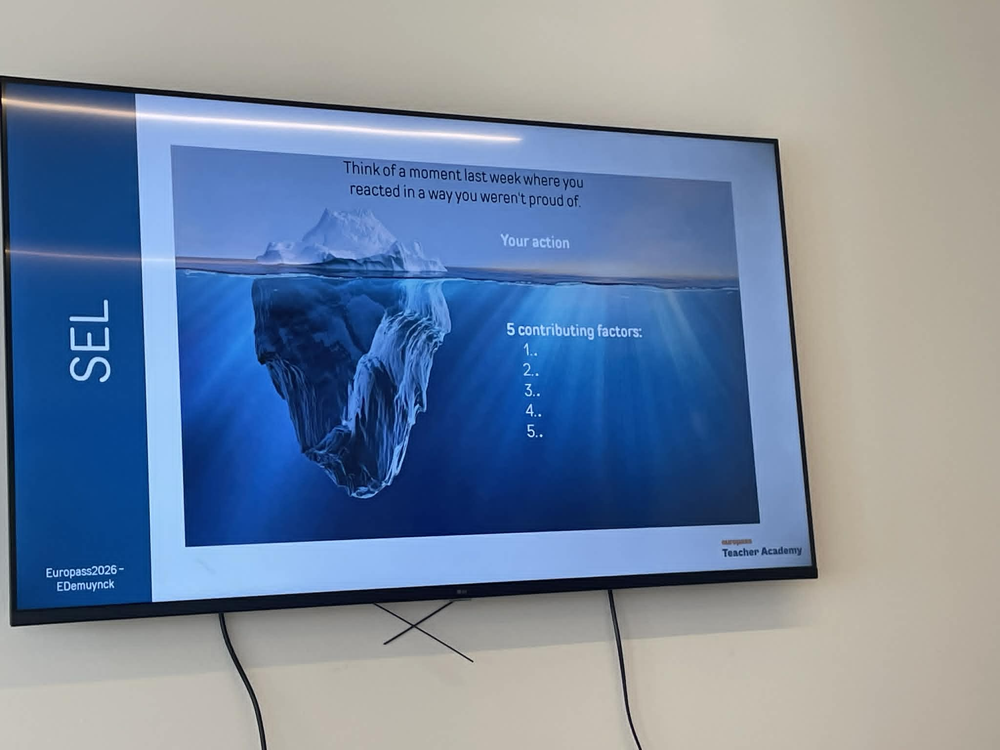 Think of a moment last week where you
reacted in a way you weren't proud of.
Your action
SEL
5 contributing factors:
1..
2..
3..
4..
5..
europass
Teacher Academy
Europass2026 –
EDemuynck